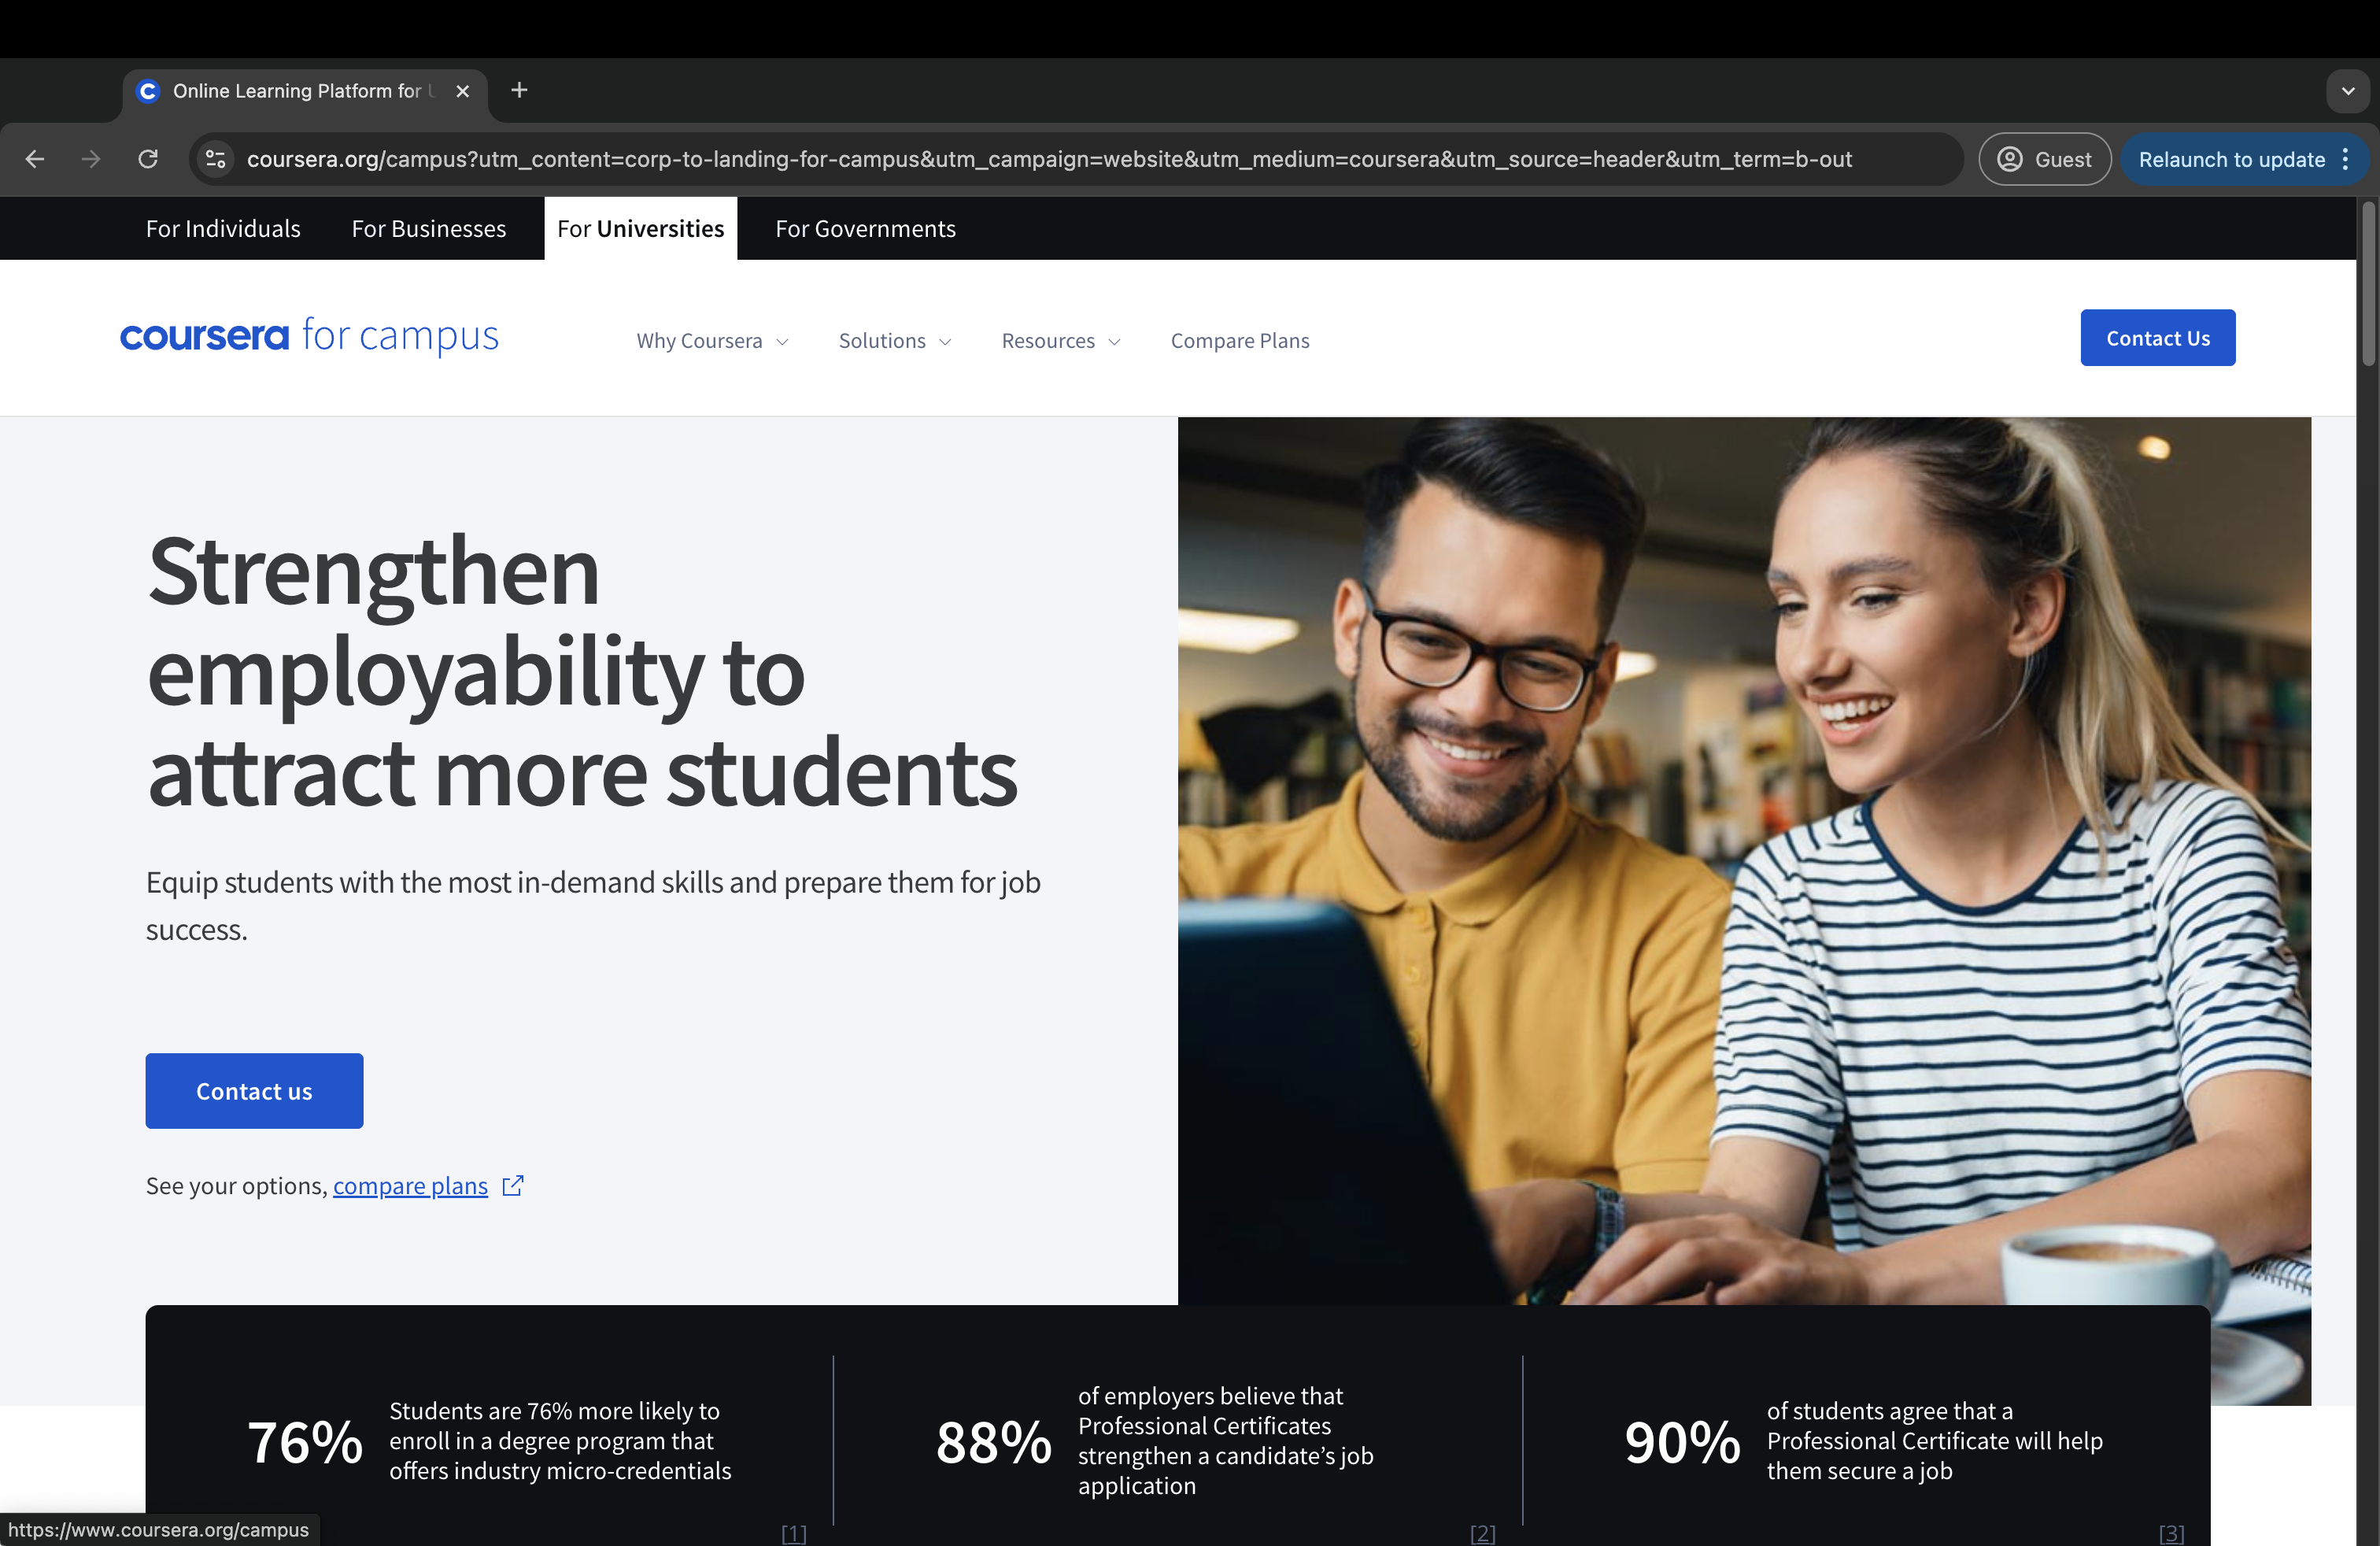 Online Learning Platform for
coursera.org/campus?utm_content=corp-to-landing-for-campus&utm_campaign=website&utm_medium=coursera&utm_source=header&utm_term=b-out
Guest
Relaunch to update
For Individuals
For Businesses
For Universities
For Governments
coursera for campus
Why Coursera
Solutions
Resources
Compare Plans
Contact Us
Strengthen
employability to
attract more students
Equip students with the most in-demand skills and prepare them for job
success.
Contact us
See your options, compare plans
76%
Students are 76% more likely to
enroll in a degree program that
offers industry micro-credentials
[1]
88%
of employers believe that
Professional Certificates
strengthen a candidate’s job
application
[2]
90%
of students agree that a
Professional Certificate will help
them secure a job
[3]
https://www.coursera.org/campus